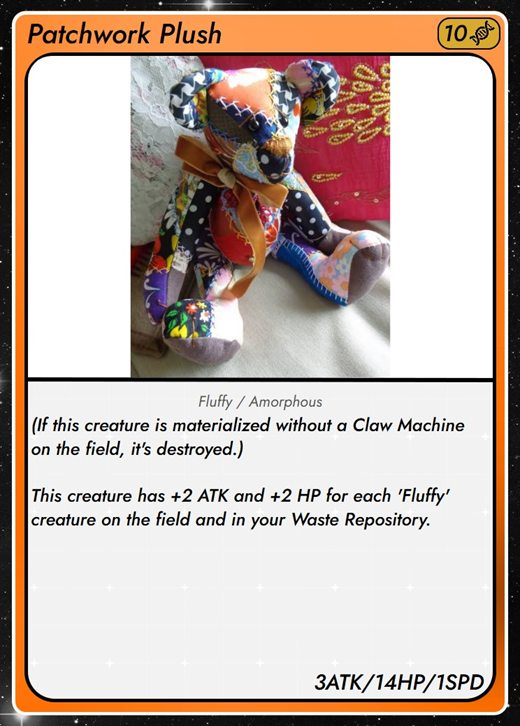 Patchwork Plush
10
Fluffy / Amorphous
(If this creature is materialized without a Claw Machine
on the field, it's destroyed.)
This creature has +2 ATK and +2 HP for each 'Fluffy'
creature on the field and in your Waste Repository.
3ATK/14HP/1SPD